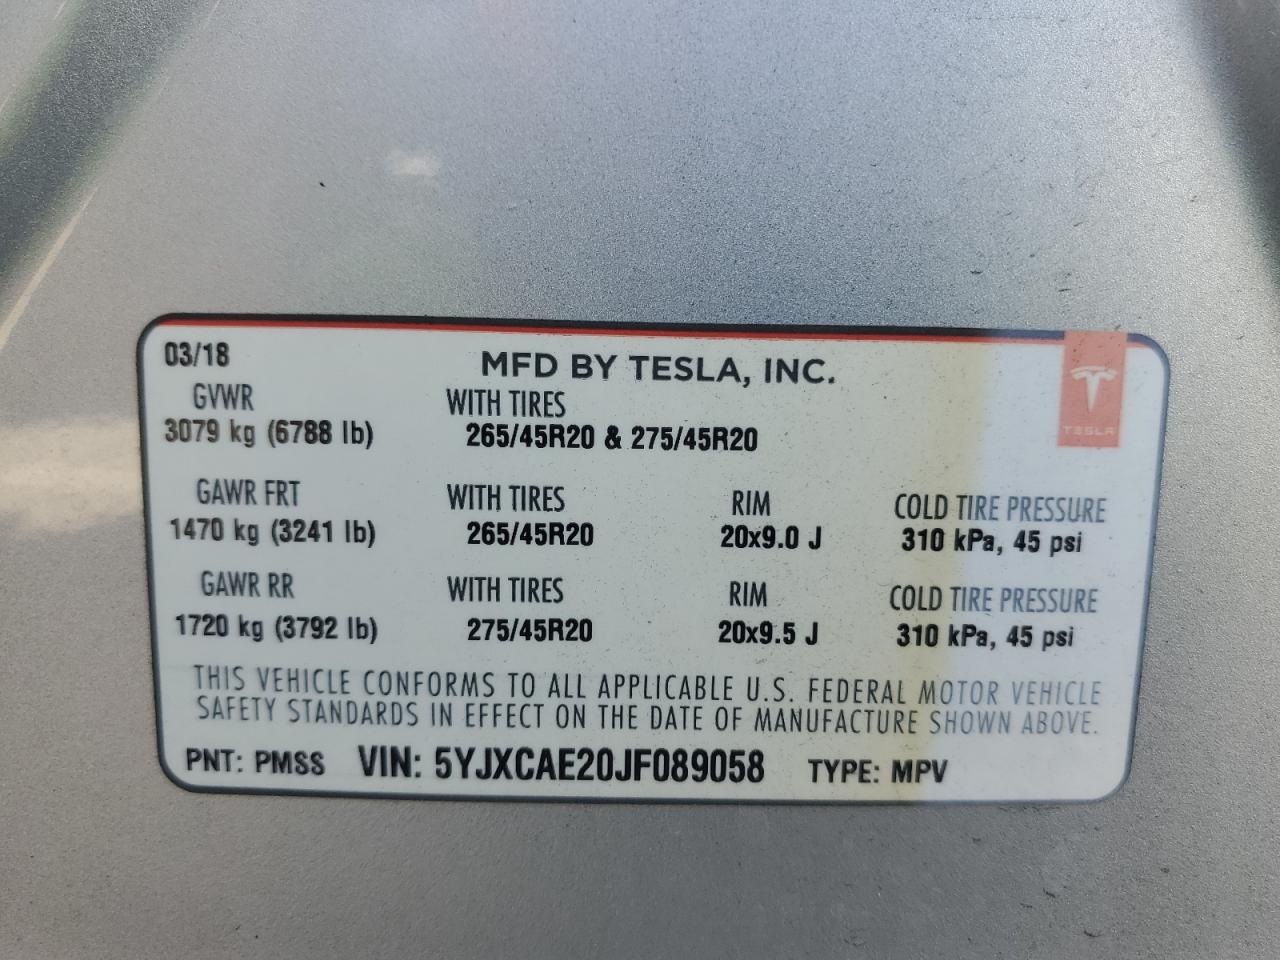 03/18 MFD BY TESLA, INC.
TESLA
GVWR WITH TIRES
3079 kg (6788 lb) 265/45R20 & 275/45R20
GAWR FRT WITH TIRES RIM COLD TIRE PRESSURE
1470 kg (3241 lb) 265/45R20 20x9.0 J 310 kPa, 45 psi
GAWR RR WITH TIRES RIM COLD TIRE PRESSURE
1720 kg (3792 lb) 275/45R20 20x9.5 J 310 kPa, 45 psi
THIS VEHICLE CONFORMS TO ALL APPLICABLE U.S. FEDERAL MOTOR VEHICLE
SAFETY STANDARDS IN EFFECT ON THE DATE OF MANUFACTURE SHOWN ABOVE.
PNT: PMSS VIN: 5YJXCAE20JF089058 TYPE: MPV